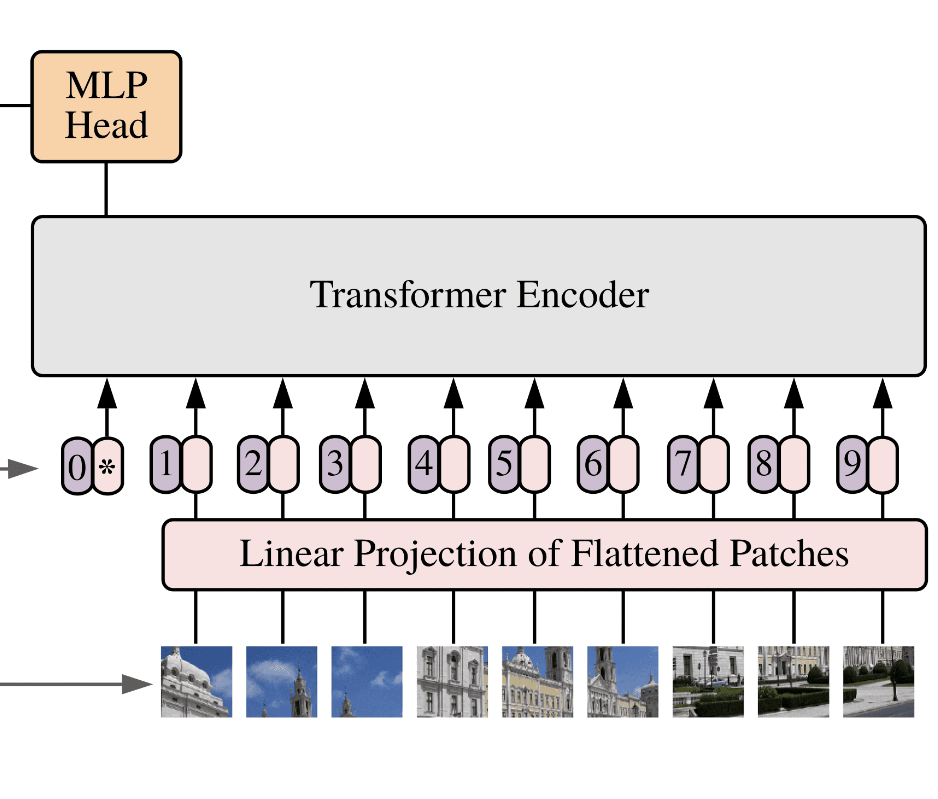 MLP
Head
Transformer Encoder
0 * 1 2 3 4 5 6 7 8 9
Linear Projection of Flattened Patches